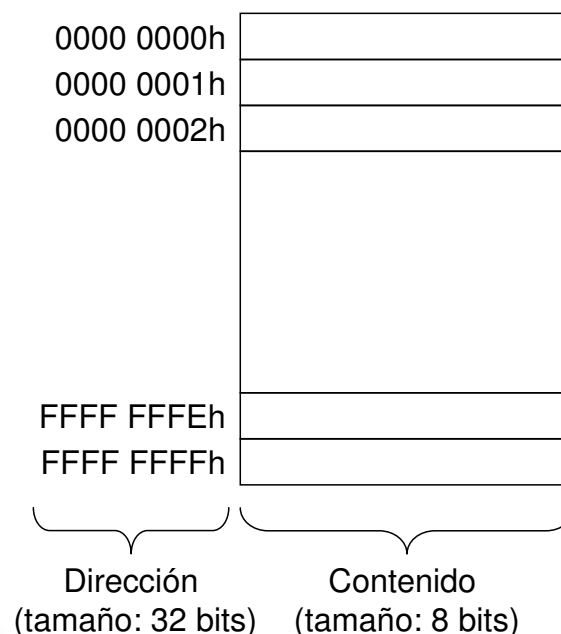 0000 0000h
0000 0001h
0000 0002h
FFFF FFFEh
FFFF FFFFh
Dirección
(tamaño: 32 bits)
Contenido
(tamaño: 8 bits)